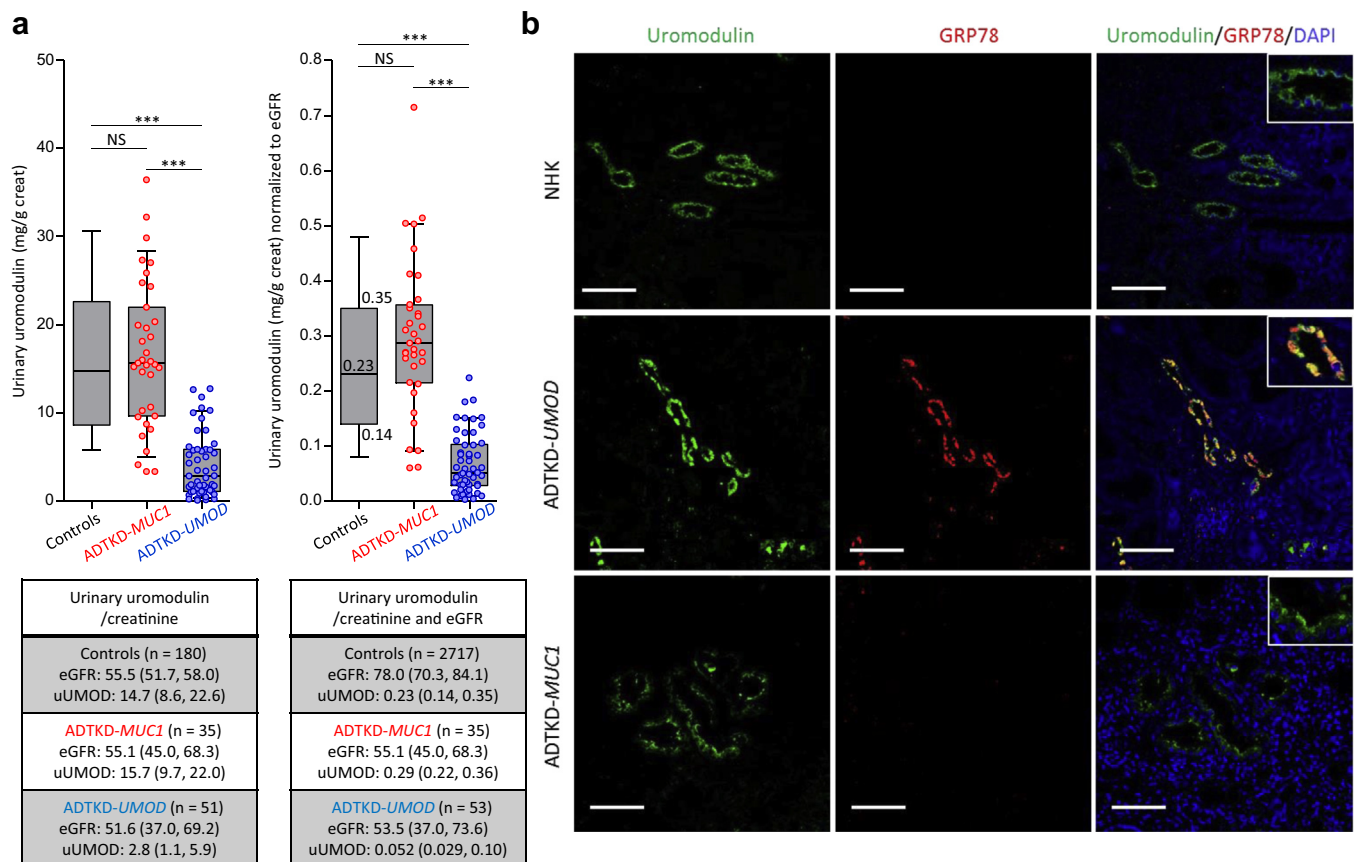 a
Urinary uromodulin (mg/g creat)
50
40
30
20
10
0
***
NS
***
Controls
ADTKD-MUC1
ADTKD-UMOD
Urinary uromodulin (mg/g creat) normalized to eGFR
0.8
0.7
0.6
0.5
0.4
0.3
0.2
0.1
0.0
***
NS
***
0.35
0.23
0.14
Controls
ADTKD-MUC1
ADTKD-UMOD
Urinary uromodulin
/creatinine
Controls (n = 180)
eGFR: 55.5 (51.7, 58.0)
uUMOD: 14.7 (8.6, 22.6)
ADTKD-MUC1 (n = 35)
eGFR: 55.1 (45.0, 68.3)
uUMOD: 15.7 (9.7, 22.0)
ADTKD-UMOD (n = 51)
eGFR: 51.6 (37.0, 69.2)
uUMOD: 2.8 (1.1, 5.9)
Urinary uromodulin
/creatinine and eGFR
Controls (n = 2717)
eGFR: 78.0 (70.3, 84.1)
uUMOD: 0.23 (0.14, 0.35)
ADTKD-MUC1 (n = 35)
eGFR: 55.1 (45.0, 68.3)
uUMOD: 0.29 (0.22, 0.36)
ADTKD-UMOD (n = 53)
eGFR: 53.5 (37.0, 73.6)
uUMOD: 0.052 (0.029, 0.10)
b
Uromodulin
GRP78
Uromodulin/GRP78/DAPI
NHK
ADTKD-UMOD
ADTKD-MUC1